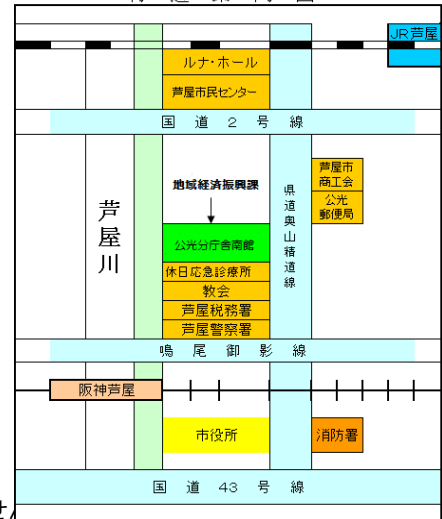 JR芦屋
ルナ・ホール
芦屋市民センター
国道2号線
芦屋市
商工会
公光
郵便局
地域経済振興課
県道奥山精道線
芦屋川
公光分庁舎南館
休日応急診療所
教会
芦屋税務署
芦屋警察署
鳴尾御影線
阪神芦屋
市役所
消防署
国道43号線